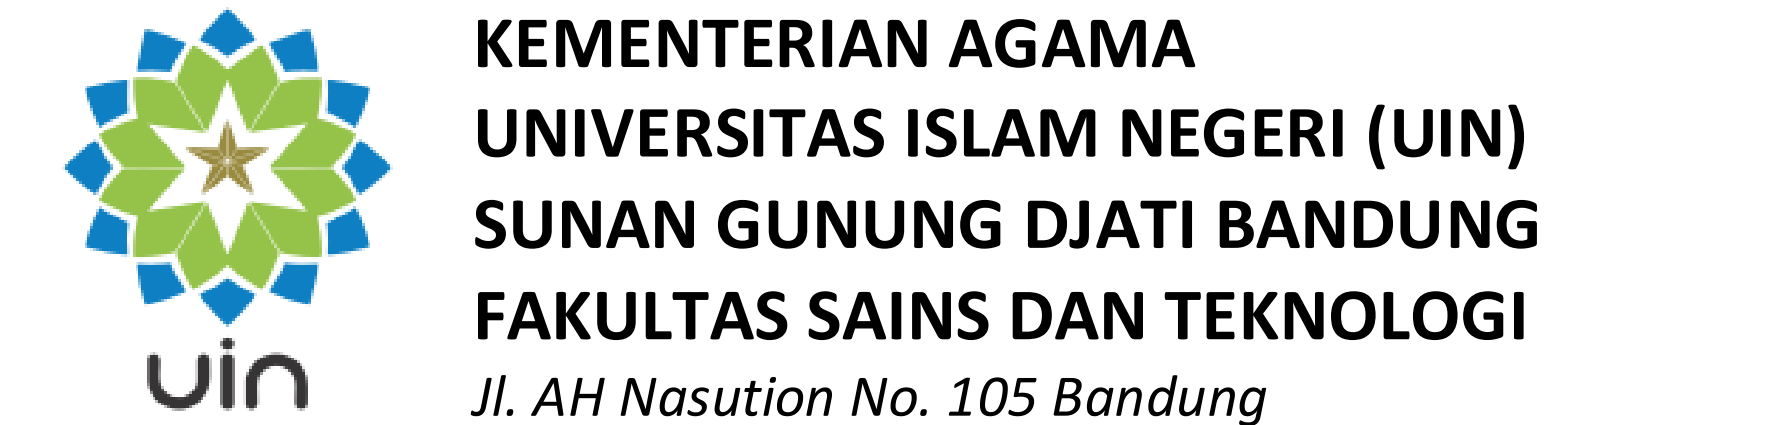 KEMENTERIAN AGAMA
UNIVERSITAS ISLAM NEGERI (UIN)
SUNAN GUNUNG DJATI BANDUNG
FAKULTAS SAINS DAN TEKNOLOGI
Jl. AH Nasution No. 105 Bandung
uin